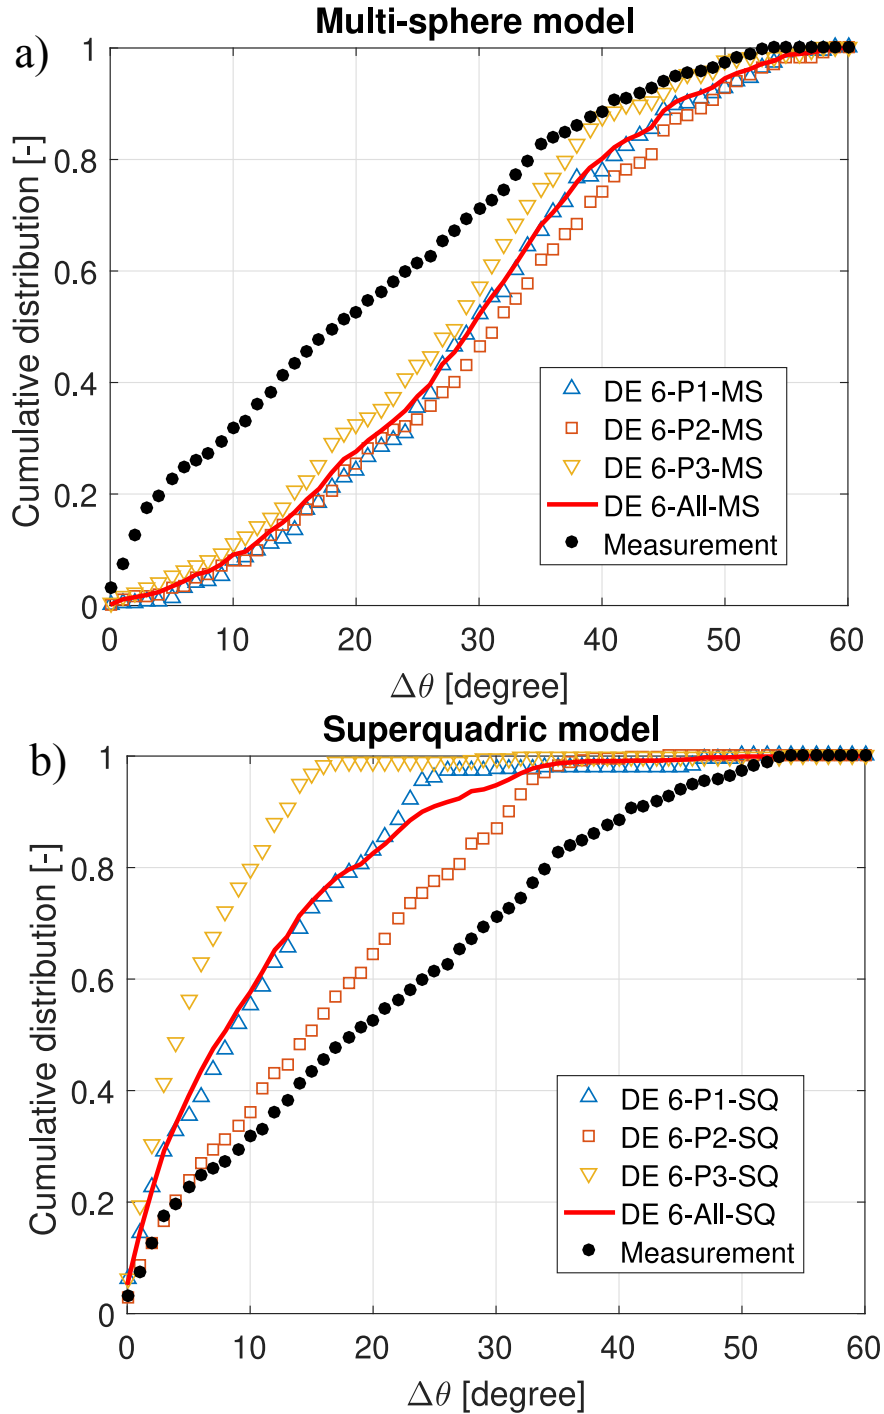 Multi-sphere model
a)
1
0.8
0.6
0.4
0.2
0
Cumulative distribution [-]
DE 6-P1-MS
DE 6-P2-MS
DE 6-P3-MS
DE 6-All-MS
Measurement
0 10 20 30 40 50 60
Δθ [degree]
Superquadric model
b)
1
0.8
0.6
0.4
0.2
0
Cumulative distribution [-]
DE 6-P1-SQ
DE 6-P2-SQ
DE 6-P3-SQ
DE 6-All-SQ
Measurement
0 10 20 30 40 50 60
Δθ [degree]